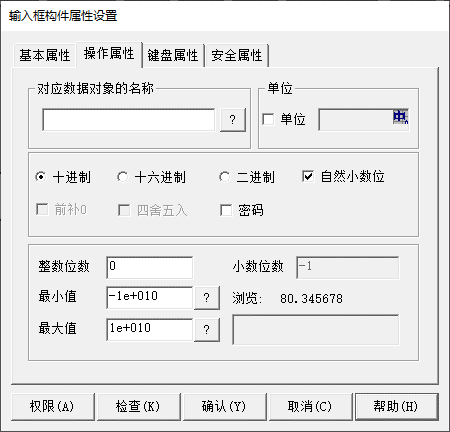 输入框构件属性设置
基本属性 操作属性 键盘属性 安全属性
对应数据对象的名称 单位
? 单位 中
十进制 十六进制 二进制 自然小数位
前补0 四舍五入 密码
整数位数 0 小数位数 -1
最小值 -1e+010 ? 浏览: 80.345678
最大值 1e+010 ?
权限(A) 检查(K) 确认(Y) 取消(C) 帮助(H)